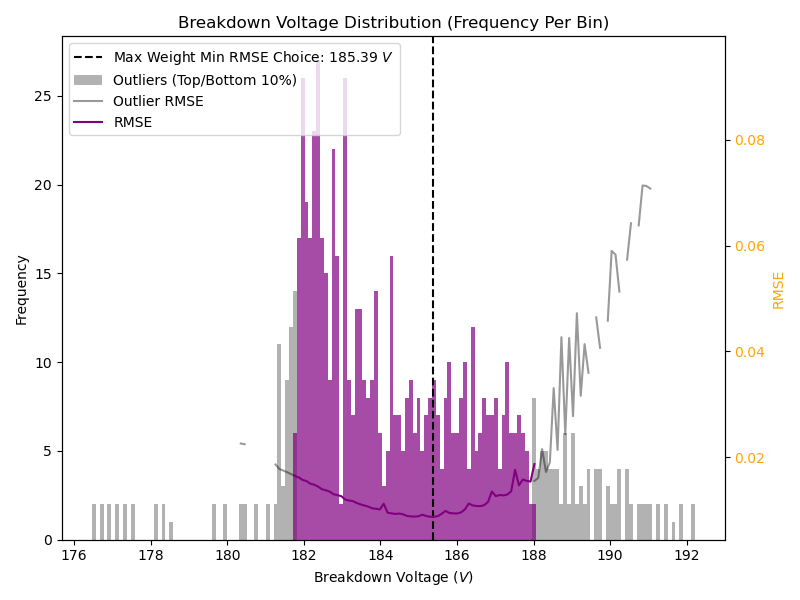 Breakdown Voltage Distribution (Frequency Per Bin)
Max Weight Min RMSE Choice: 185.39 V
Outliers (Top/Bottom 10%)
Outlier RMSE
RMSE
25
20
15
10
5
0
Frequency
0.08
0.06
0.04
0.02
RMSE
176 178 180 182 184 186 188 190 192
Breakdown Voltage (V)